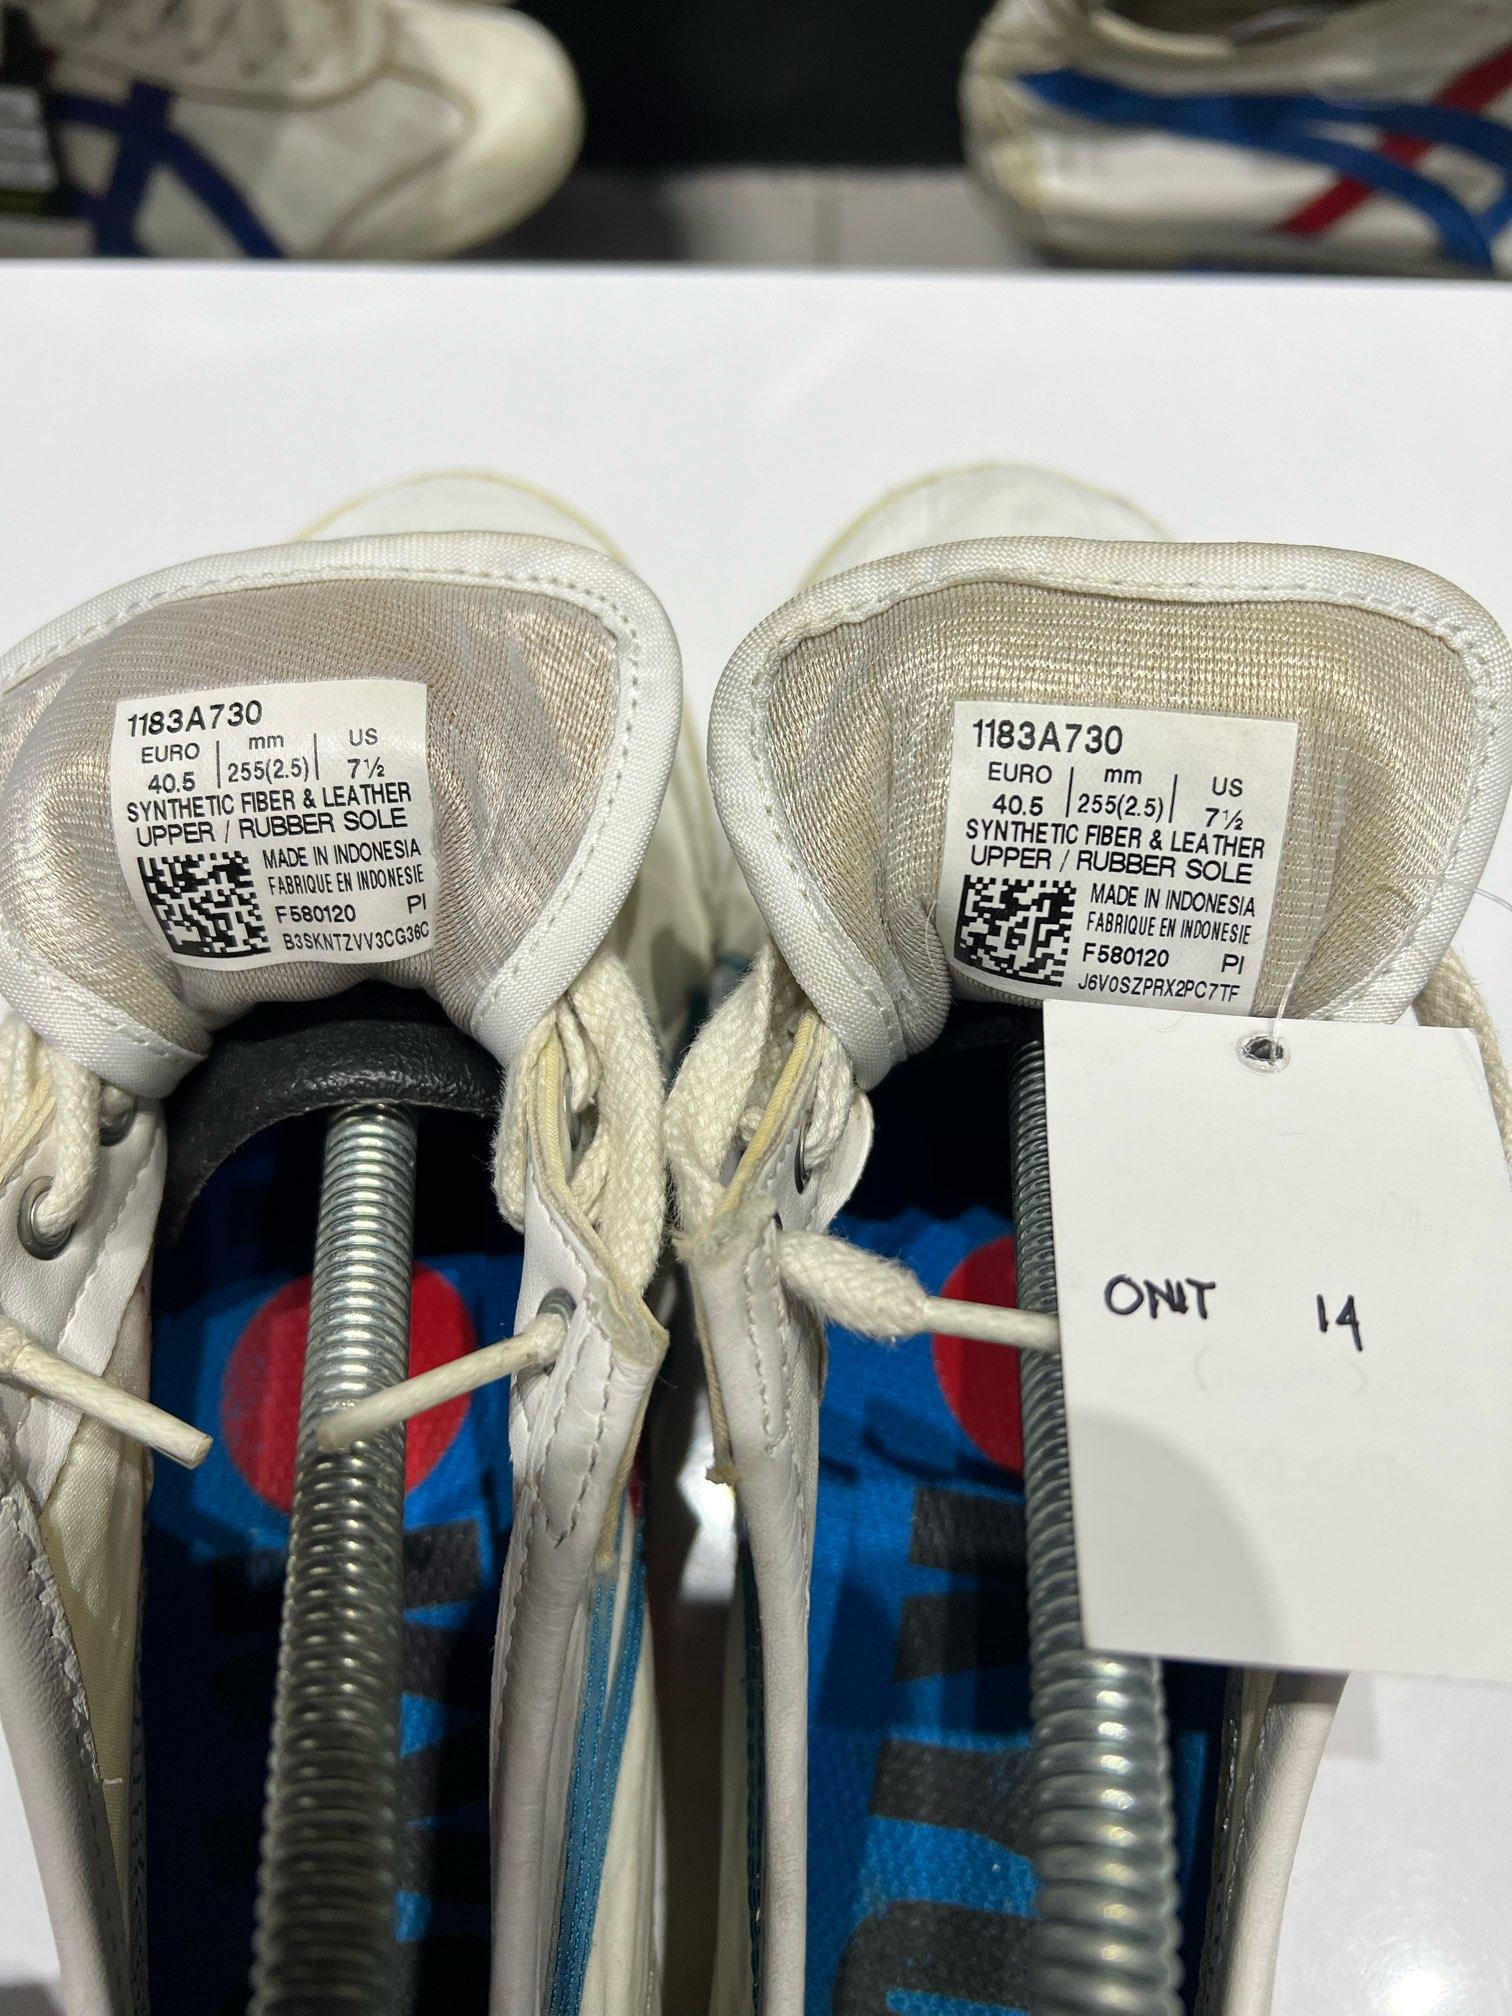 1183A730
EURO | mm | US
40.5 | 255(2.5) | 7½
SYNTHETIC FIBER & LEATHER
UPPER / RUBBER SOLE
MADE IN INDONESIA
FABRIQUE EN INDONESIE
F580120 PI
B3SKNTZVV3CG36C
1183A730
EURO | mm | US
40.5 | 255(2.5) | 7½
SYNTHETIC FIBER & LEATHER
UPPER / RUBBER SOLE
MADE IN INDONESIA
FABRIQUE EN INDONESIE
F580120 PI
J6V0SZPRX2PC7TF
ONIT 14